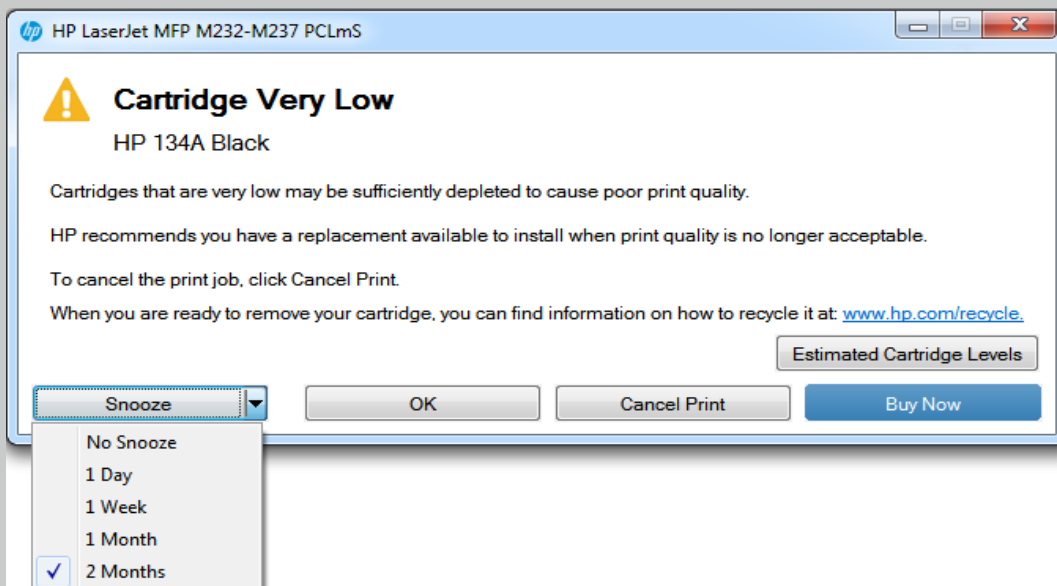 hp HP LaserJet MFP M232-M237 PCLmS
Cartridge Very Low
HP 134A Black
Cartridges that are very low may be sufficiently depleted to cause poor print quality.
HP recommends you have a replacement available to install when print quality is no longer acceptable.
To cancel the print job, click Cancel Print.
When you are ready to remove your cartridge, you can find information on how to recycle it at: www.hp.com/recycle.
Estimated Cartridge Levels
Snooze OK Cancel Print Buy Now
No Snooze
1 Day
1 Week
1 Month
2 Months